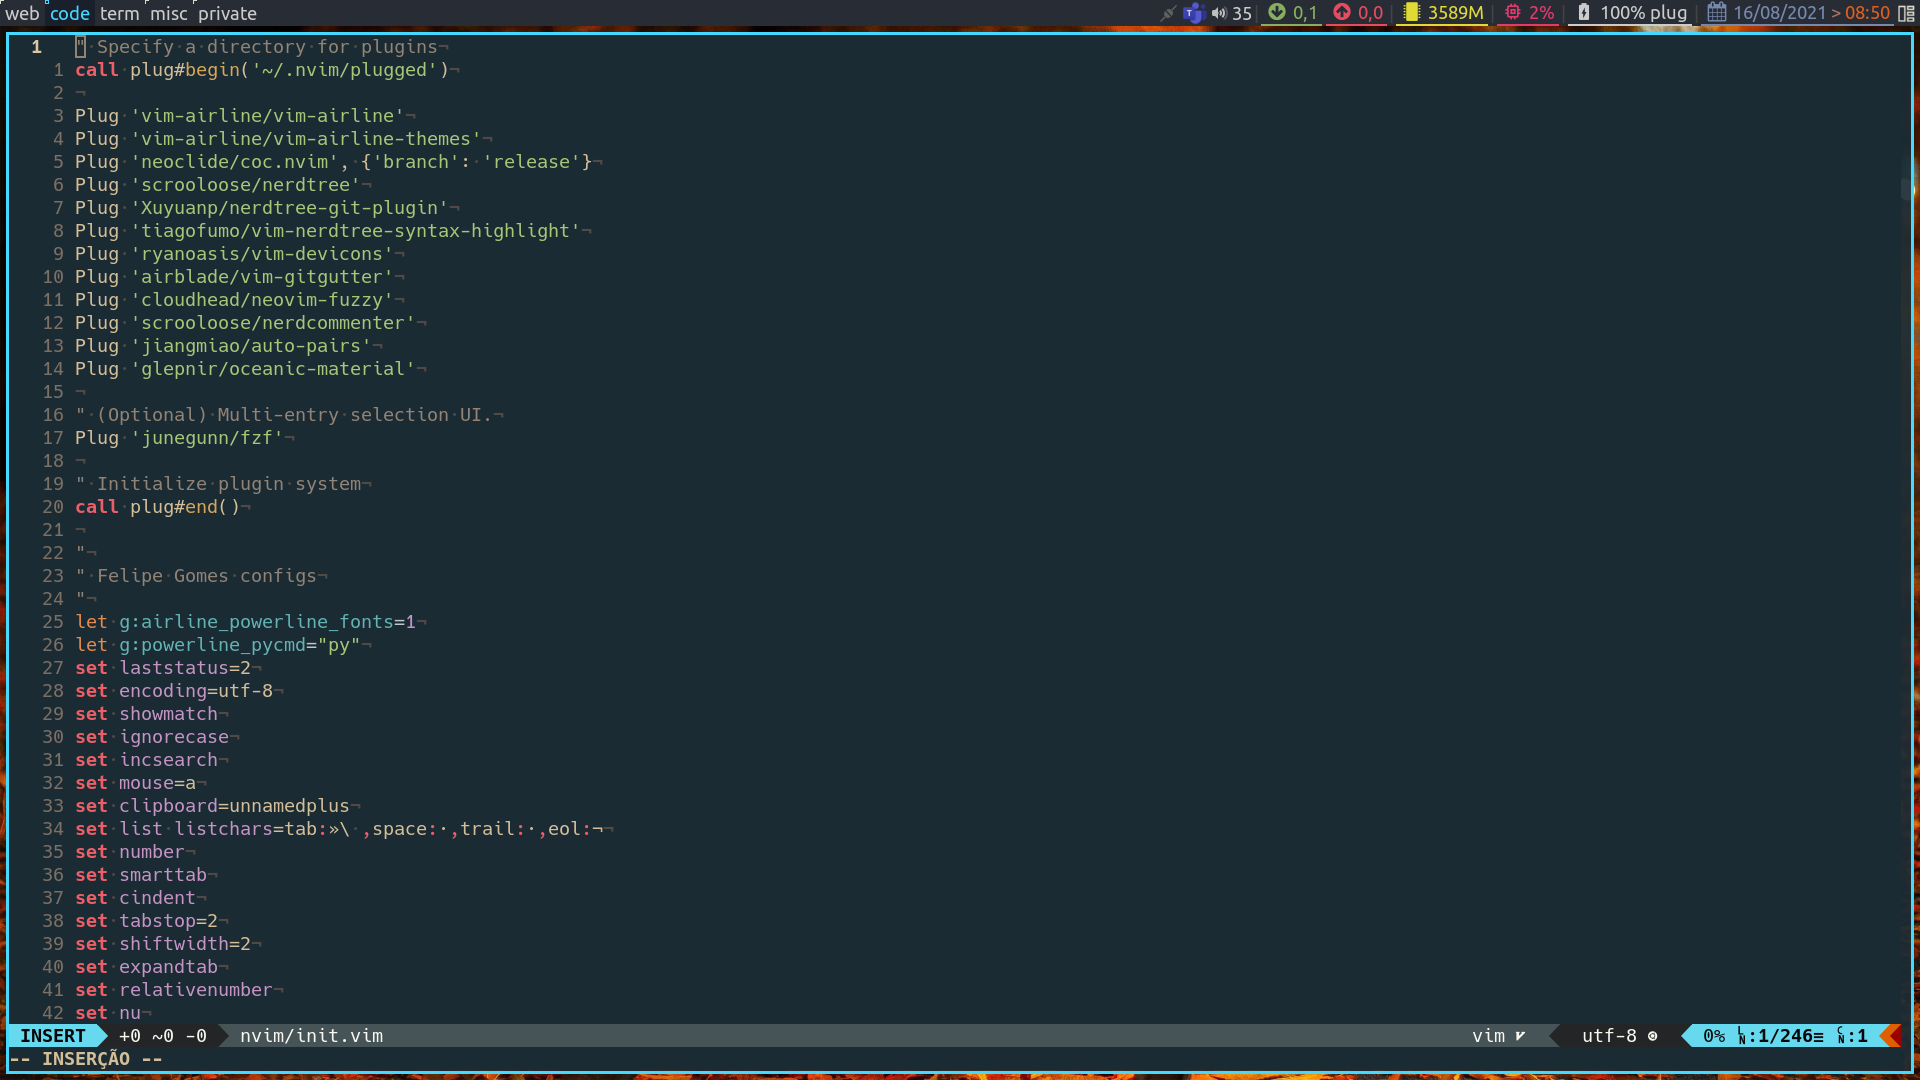 web code term misc private 35 0,1 0,0 3589M 2% 100% plug 16/08/2021 > 08:50
1 " Specify·a·directory·for·plugins¬
1 call·plug#begin('~/.nvim/plugged')¬
2 ¬
3 Plug·'vim-airline/vim-airline'¬
4 Plug·'vim-airline/vim-airline-themes'¬
5 Plug·'neoclide/coc.nvim',·{'branch':·'release'}¬
6 Plug·'scrooloose/nerdtree'¬
7 Plug·'Xuyuanp/nerdtree-git-plugin'¬
8 Plug·'tiagofumo/vim-nerdtree-syntax-highlight'¬
9 Plug·'ryanoasis/vim-devicons'¬
10 Plug·'airblade/vim-gitgutter'¬
11 Plug·'cloudhead/neovim-fuzzy'¬
12 Plug·'scrooloose/nerdcommenter'¬
13 Plug·'jiangmiao/auto-pairs'¬
14 Plug·'glepnir/oceanic-material'¬
15 ¬
16 "·(Optional)·Multi-entry·selection·UI.¬
17 Plug·'junegunn/fzf'¬
18 ¬
19 "·Initialize·plugin·system¬
20 call·plug#end()¬
21 ¬
22 "¬
23 "·Felipe·Gomes·configs¬
24 "¬
25 let·g:airline_powerline_fonts=1¬
26 let·g:powerline_pycmd="py"¬
27 set·laststatus=2¬
28 set·encoding=utf-8¬
29 set·showmatch¬
30 set·ignorecase¬
31 set·incsearch¬
32 set·mouse=a¬
33 set·clipboard=unnamedplus¬
34 set·list·listchars=tab:»\·,space:·,trail:·,eol:¬¬
35 set·number¬
36 set·smarttab¬
37 set·cindent¬
38 set·tabstop=2¬
39 set·shiftwidth=2¬
40 set·expandtab¬
41 set·relativenumber¬
42 set·nu¬
INSERT +0 ~0 -0 nvim/init.vim vim utf-8 0% LN:1/246≡ CN:1
-- INSERÇÃO --